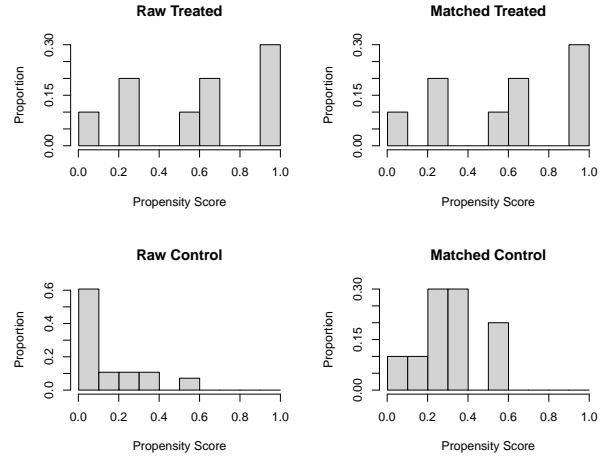 Raw Treated
Proportion
0.00 0.15 0.30
0.0 0.2 0.4 0.6 0.8 1.0
Propensity Score
Matched Treated
Proportion
0.00 0.15 0.30
0.0 0.2 0.4 0.6 0.8 1.0
Propensity Score
Raw Control
Proportion
0.0 0.2 0.4 0.6
0.0 0.2 0.4 0.6 0.8 1.0
Propensity Score
Matched Control
Proportion
0.00 0.15 0.30
0.0 0.2 0.4 0.6 0.8 1.0
Propensity Score